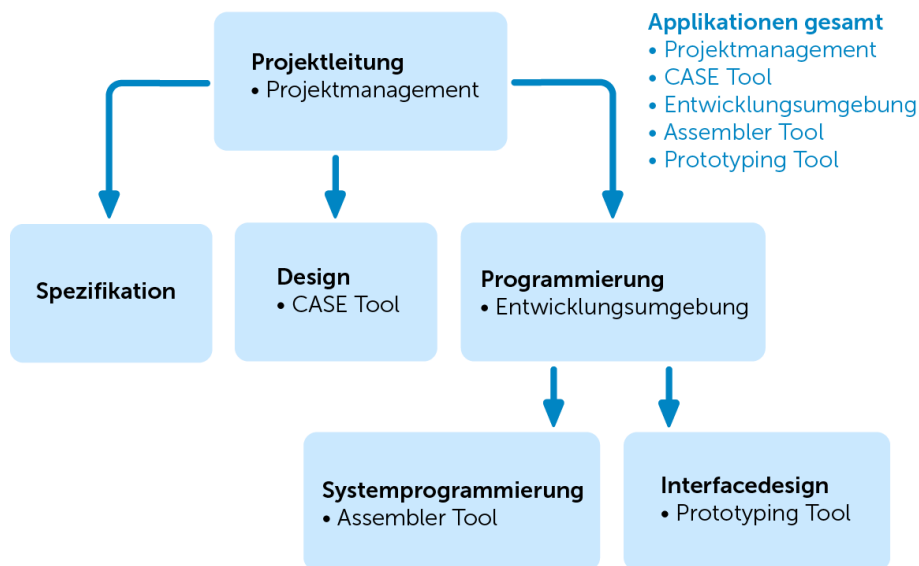 Projektleitung
• Projektmanagement
Applikationen gesamt
• Projektmanagement
• CASE Tool
• Entwicklungsumgebung
• Assembler Tool
• Prototyping Tool
Spezifikation
Design
• CASE Tool
Programmierung
• Entwicklungsumgebung
Systemprogrammierung
• Assembler Tool
Interfacedesign
• Prototyping Tool